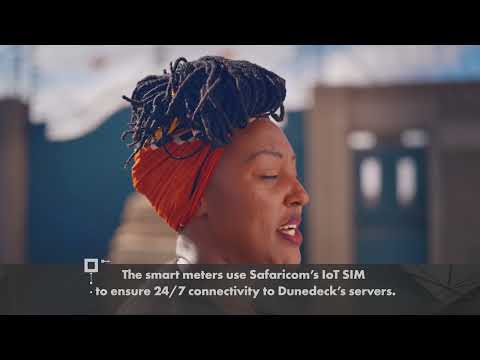 The smart meters use Safaricom's IoT SIM
to ensure 24/7 connectivity to Dunedeck's servers.